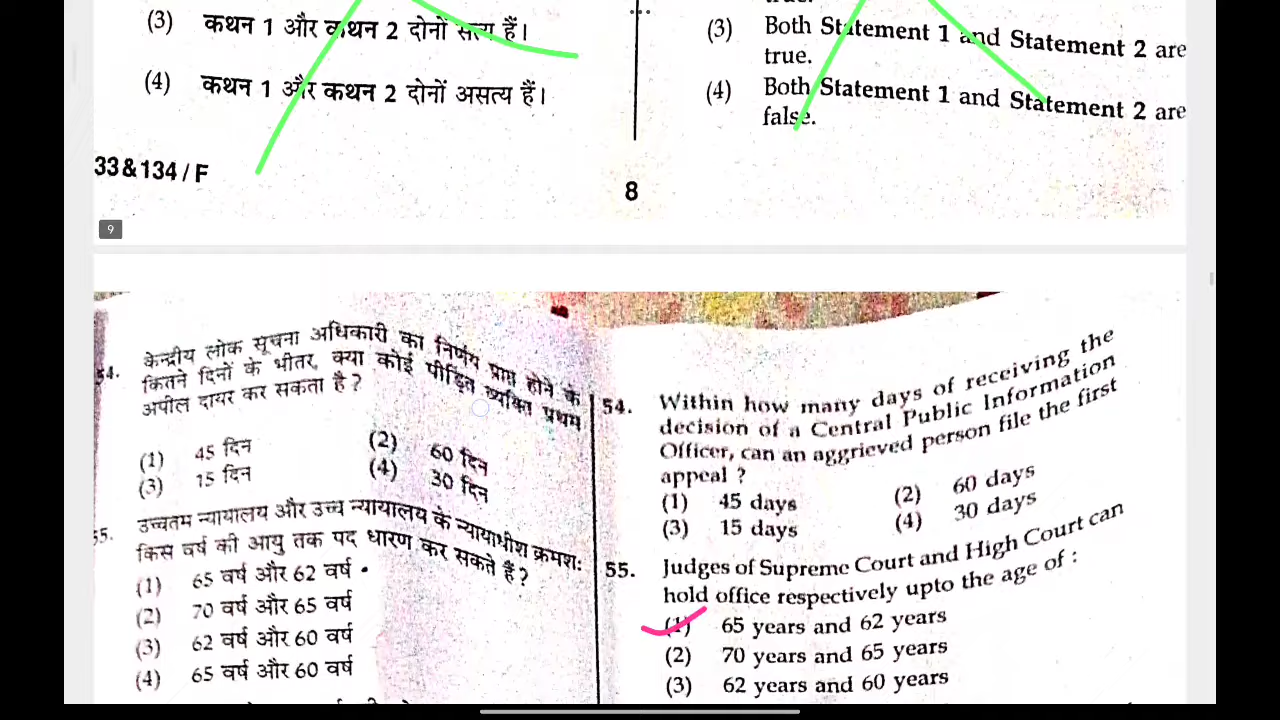 (3) कथन 1 और कथन 2 दोनों सत्य हैं।
(4) कथन 1 और कथन 2 दोनों असत्य हैं।
33&134/F
true.
(3) Both Statement 1 and Statement 2 are
true.
(4) Both Statement 1 and Statement 2 are
false.
8
9
54. केन्द्रीय लोक सूचना अधिकारी का निर्णय प्राप्त होने के
कितने दिनों के भीतर, क्या कोई पीड़ित व्यक्ति प्रथम
अपील दायर कर सकता है ?
(1) 45 दिन (2) 60 दिन
(3) 15 दिन (4) 30 दिन
55. उच्चतम न्यायालय और उच्च न्यायालय के न्यायाधीश क्रमशः
किस वर्ष की आयु तक पद धारण कर सकते हैं ?
(1) 65 वर्ष और 62 वर्ष
(2) 70 वर्ष और 65 वर्ष
(3) 62 वर्ष और 60 वर्ष
(4) 65 वर्ष और 60 वर्ष
54. Within how many days of receiving the
decision of a Central Public Information
Officer, can an aggrieved person file the first
appeal ?
(1) 45 days (2) 60 days
(3) 15 days (4) 30 days
55. Judges of Supreme Court and High Court can
hold office respectively upto the age of :
(1) 65 years and 62 years
(2) 70 years and 65 years
(3) 62 years and 60 years